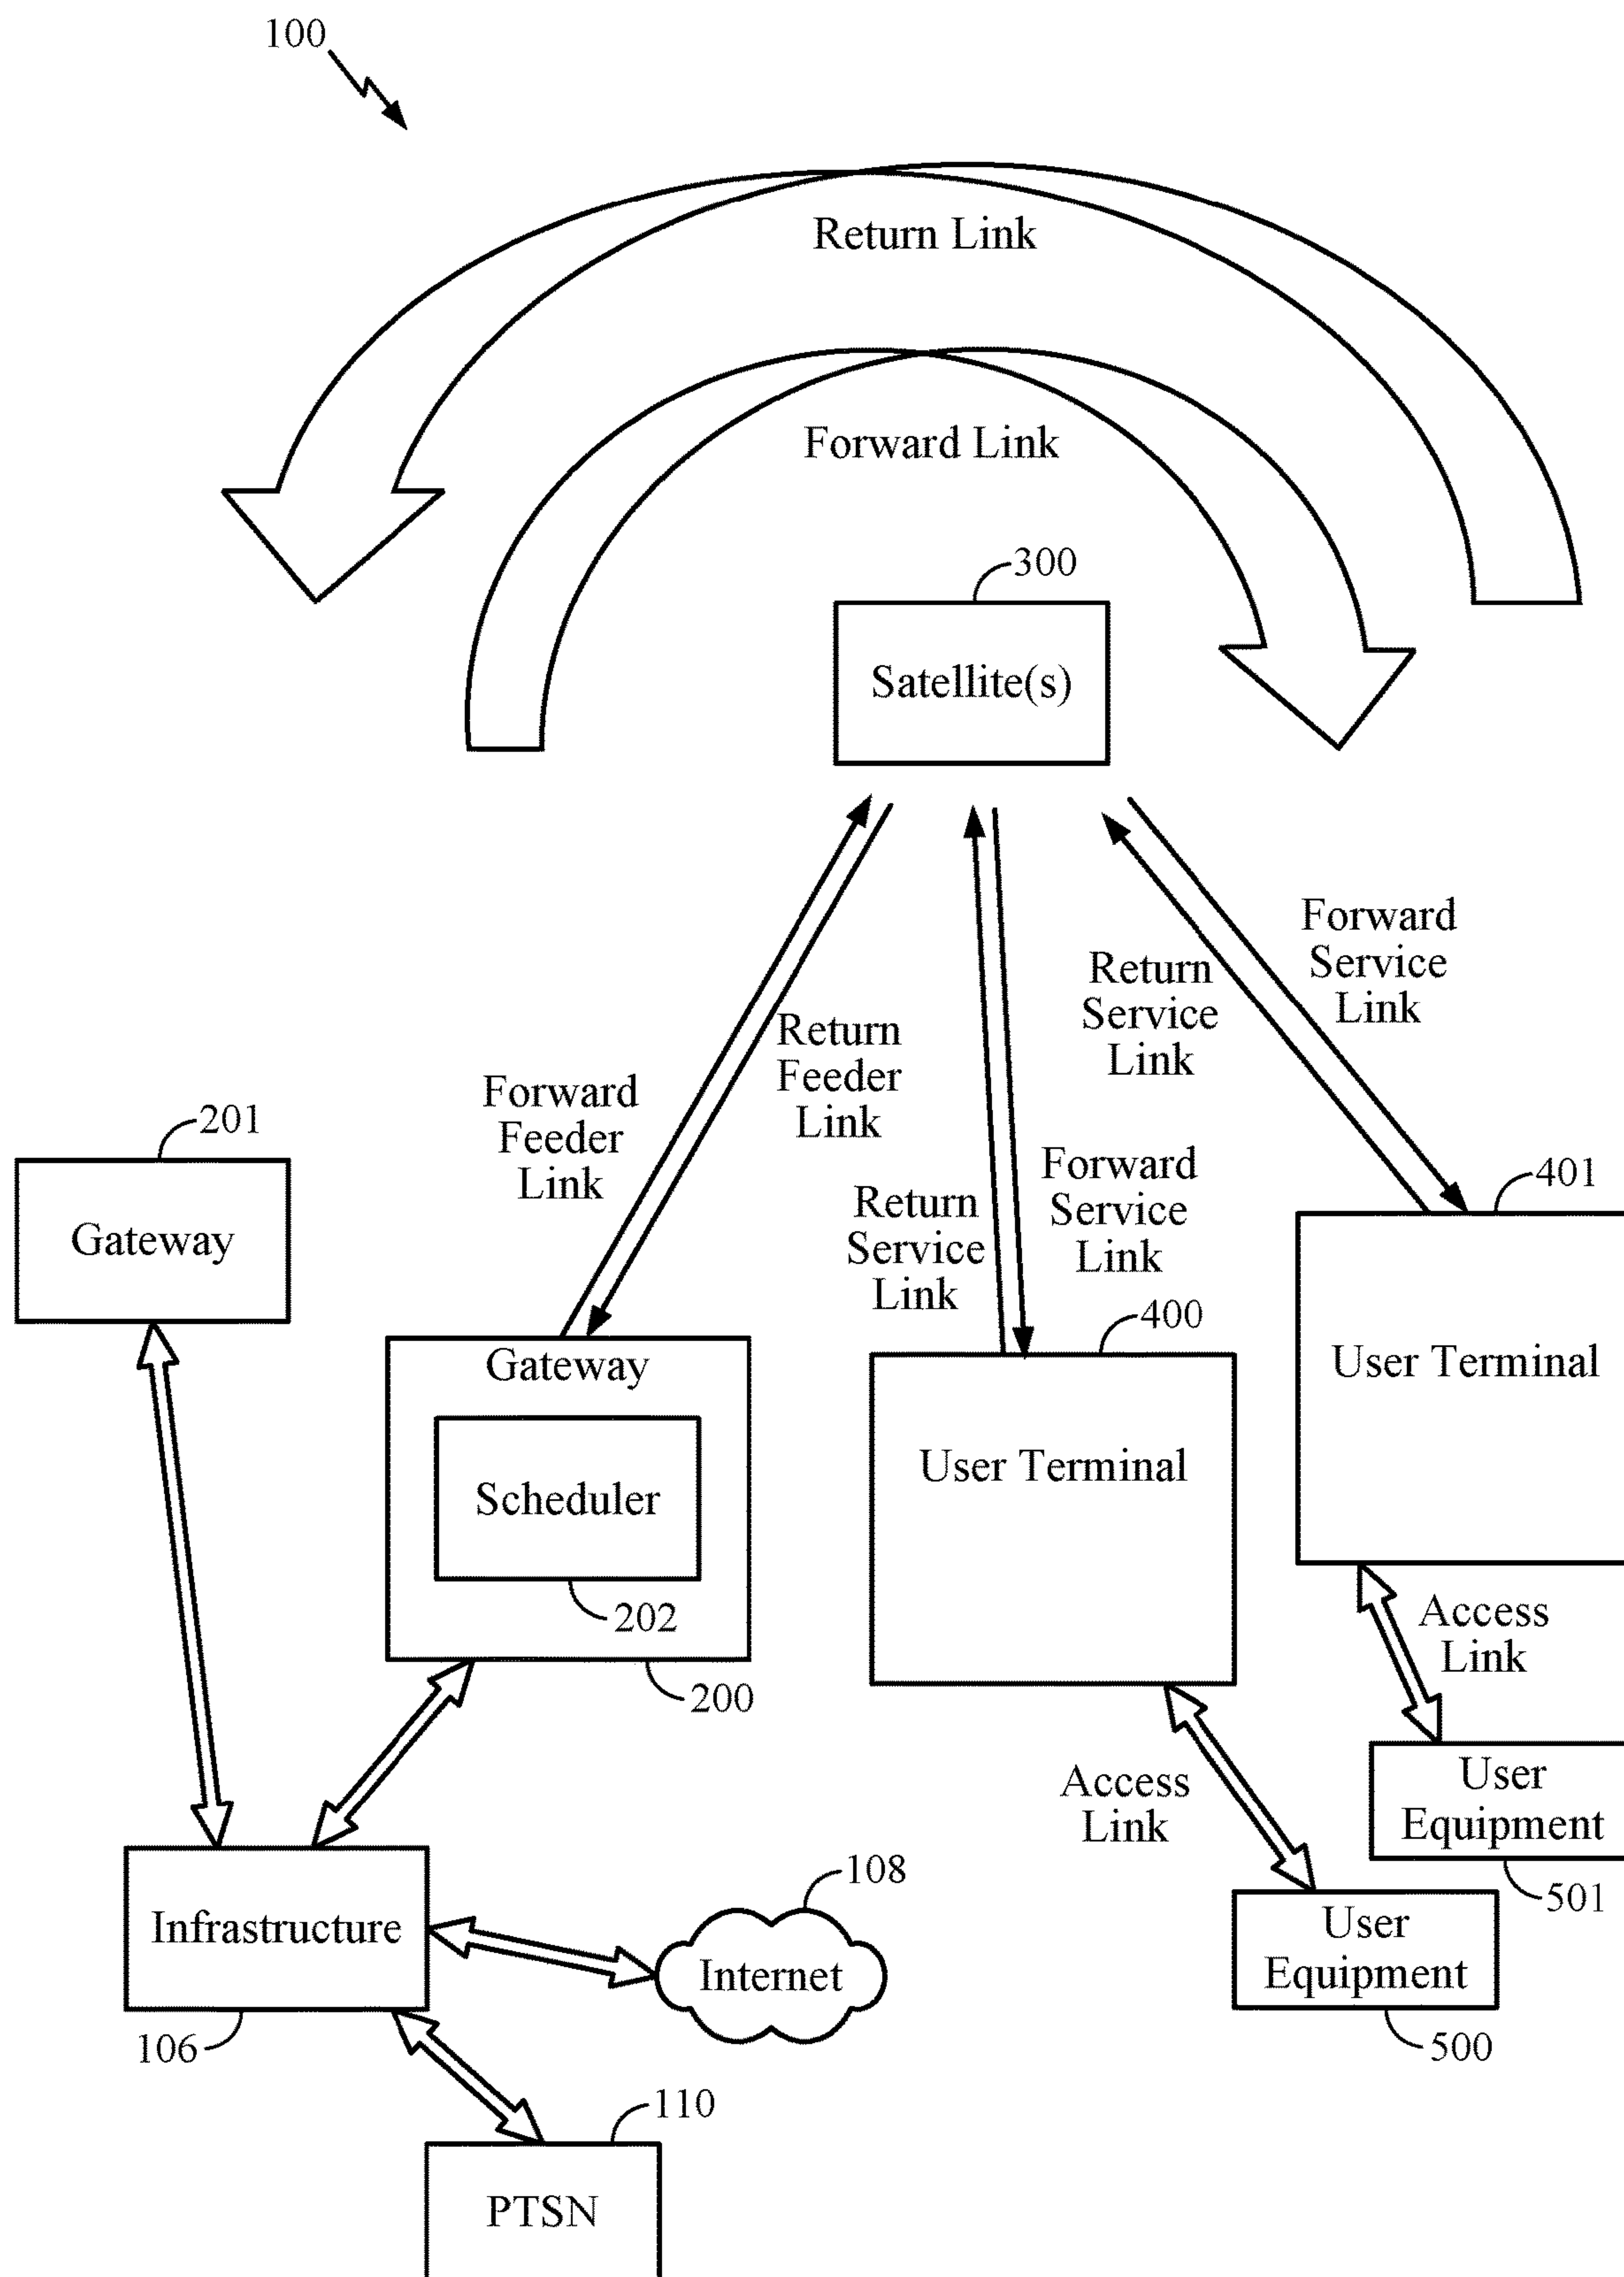 100
Return Link
Forward Link
300
Satellite(s)
Forward
Service
Link
Return
Service
Link
Return
Feeder
Link
Forward
Feeder
Link
201
Gateway
Forward
Service
Link
Return
Service
Link
401
User Terminal
400
User Terminal
Gateway
Scheduler
202
200
Access
Link
User
Equipment
501
Access
Link
User
Equipment
500
Infrastructure
106
108
Internet
110
PTSN